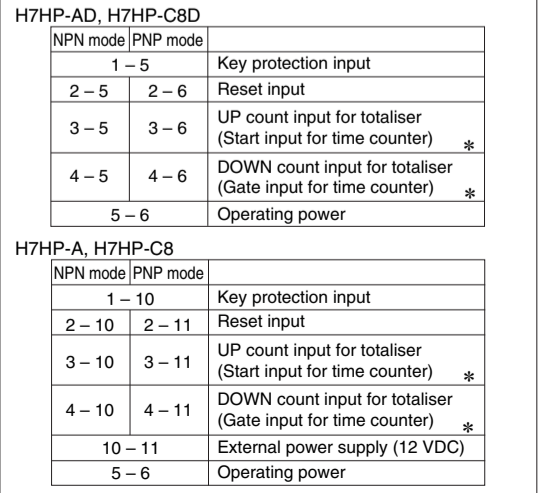 H7HP-AD, H7HP-C8D
NPN mode PNP mode
1 – 5 Key protection input
2 – 5 2 – 6 Reset input
3 – 5 3 – 6 UP count input for totaliser
(Start input for time counter) *
4 – 5 4 – 6 DOWN count input for totaliser
(Gate input for time counter) *
5 – 6 Operating power
H7HP-A, H7HP-C8
NPN mode PNP mode
1 – 10 Key protection input
2 – 10 2 – 11 Reset input
3 – 10 3 – 11 UP count input for totaliser
(Start input for time counter) *
4 – 10 4 – 11 DOWN count input for totaliser
(Gate input for time counter) *
10 – 11 External power supply (12 VDC)
5 – 6 Operating power